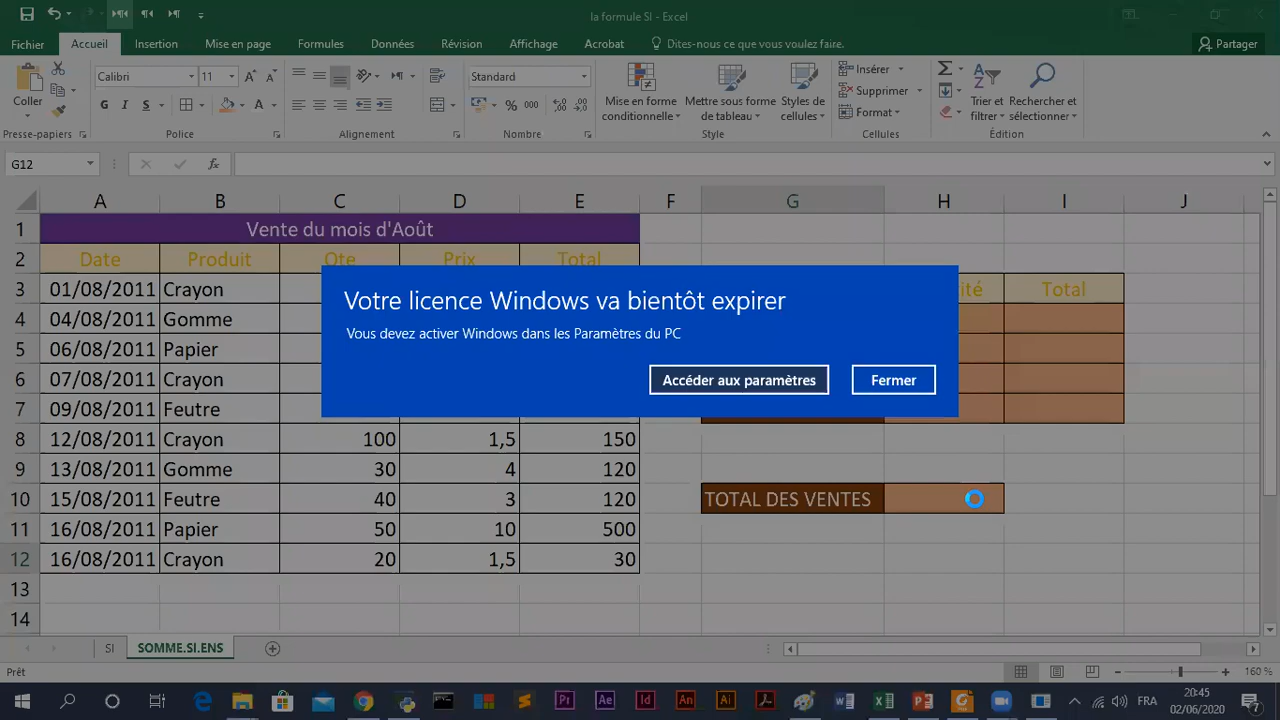 la formule SI - Excel
Fichier Accueil Insertion Mise en page Formules Données Révision Affichage Acrobat Dites-nous ce que vous voulez faire. Partager
Coller
Calibri 11
G I S
Standard
% 000
Mise en forme conditionnelle
Mettre sous forme de tableau
Styles de cellules
Insérer
Supprimer
Format
Trier et filtrer
Rechercher et sélectionner
Presse-papiers Police Alignement Nombre Style Cellules Édition
G12 fx
A B C D E F G H I J
1 Vente du mois d'Août
2 Date Produit Qte Prix Total
3 01/08/2011 Crayon ité Total
4 04/08/2011 Gomme
5 06/08/2011 Papier
6 07/08/2011 Crayon
7 09/08/2011 Feutre
8 12/08/2011 Crayon 100 1,5 150
9 13/08/2011 Gomme 30 4 120
10 15/08/2011 Feutre 40 3 120 TOTAL DES VENTES
11 16/08/2011 Papier 50 10 500
12 16/08/2011 Crayon 20 1,5 30
13
14
Votre licence Windows va bientôt expirer
Vous devez activer Windows dans les Paramètres du PC
Accéder aux paramètres Fermer
SI SOMME.SI.ENS
Prêt 160 %
Pr Ae Id An Ai FRA 20:45
02/06/2020